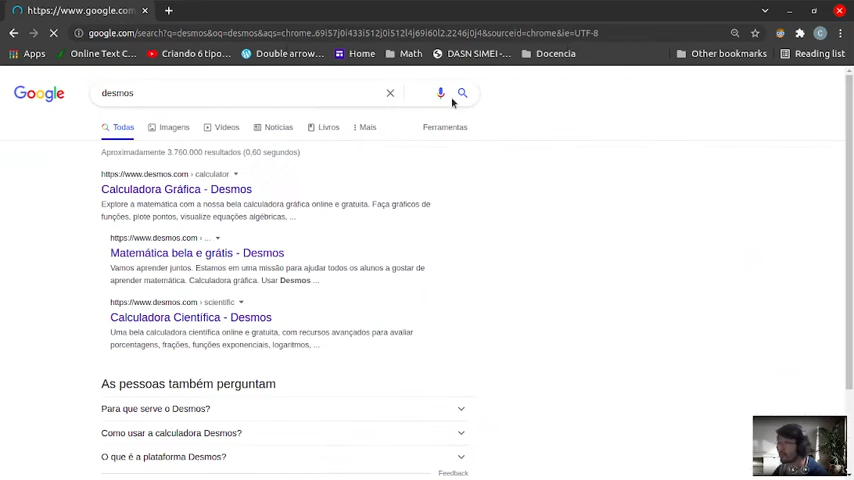 https://www.google.com
google.com/search?q=desmos&oq=desmos&aqs=chrome..69i57j0i433i512j0i512l4j69i60l2.2246j0j4&sourceid=chrome&ie=UTF-8
Apps
Online Text C...
Criando 6 tipo...
Double arrow...
Home
Math
DASN SIMEI -...
Docencia
Other bookmarks
Reading list
Google
desmos
Todas
Imagens
Vídeos
Notícias
Livros
Mais
Ferramentas
Aproximadamente 3.760.000 resultados (0,60 segundos)
https://www.desmos.com › calculator
Calculadora Gráfica - Desmos
Explore a matemática com a nossa bela calculadora gráfica online e gratuita. Faça gráficos de
funções, plote pontos, visualize equações algébricas, ...
https://www.desmos.com › ...
Matemática bela e grátis - Desmos
Vamos aprender juntos. Estamos em uma missão para ajudar todos os alunos a gostar de
aprender matemática. Calculadora gráfica. Usar Desmos ...
https://www.desmos.com › scientific
Calculadora Científica - Desmos
Uma bela calculadora científica online e gratuita, com recursos avançados para avaliar
porcentagens, frações, funções exponenciais, logaritmos, ...
As pessoas também perguntam
Para que serve o Desmos?
Como usar a calculadora Desmos?
O que é a plataforma Desmos?
Feedback